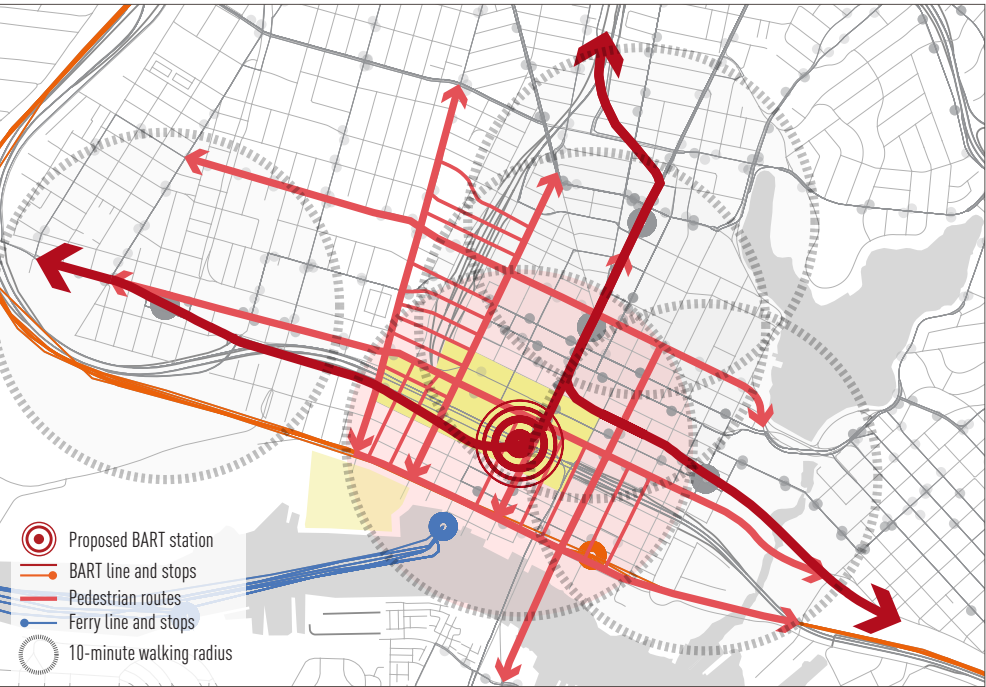 Proposed BART station
BART line and stops
Pedestrian routes
Ferry line and stops
10-minute walking radius